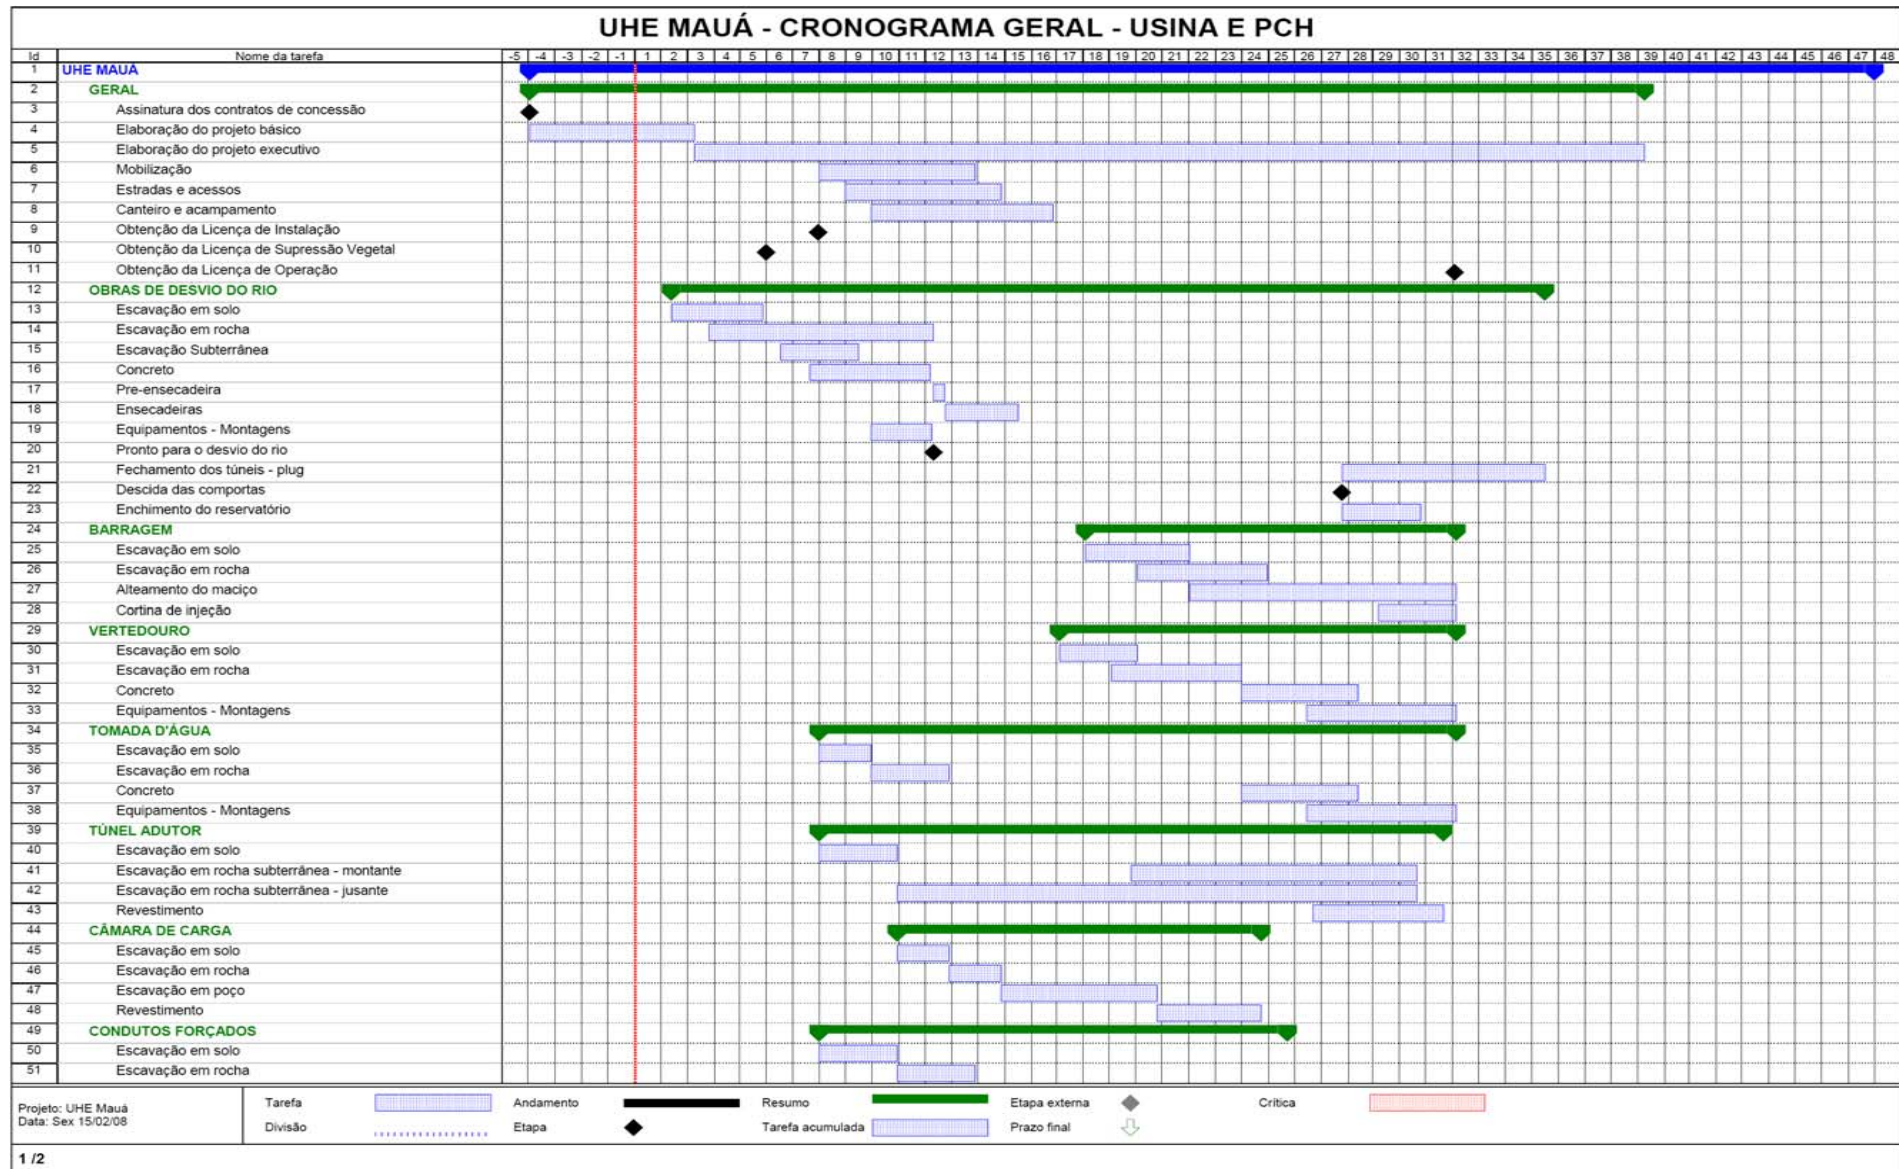 UHE MAUÁ - CRONOGRAMA GERAL - USINA E PCH
Id Nome da tarefa -5 -4 -3 -2 -1 1 2 3 4 5 6 7 8 9 10 11 12 13 14 15 16 17 18 19 20 21 22 23 24 25 26 27 28 29 30 31 32 33 34 35 36 37 38 39 40 41 42 43 44 45 46 47 48
1 UHE MAUÁ
2 GERAL
3 Assinatura dos contratos de concessão
4 Elaboração do projeto básico
5 Elaboração do projeto executivo
6 Mobilização
7 Estradas e acessos
8 Canteiro e acampamento
9 Obtenção da Licença de Instalação
10 Obtenção da Licença de Supressão Vegetal
11 Obtenção da Licença de Operação
12 OBRAS DE DESVIO DO RIO
13 Escavação em solo
14 Escavação em rocha
15 Escavação Subterrânea
16 Concreto
17 Pre-ensecadeira
18 Ensecadeiras
19 Equipamentos - Montagens
20 Pronto para o desvio do rio
21 Fechamento dos túneis - plug
22 Descida das comportas
23 Enchimento do reservatório
24 BARRAGEM
25 Escavação em solo
26 Escavação em rocha
27 Alteamento do maciço
28 Cortina de injeção
29 VERTEDOURO
30 Escavação em solo
31 Escavação em rocha
32 Concreto
33 Equipamentos - Montagens
34 TOMADA D'ÁGUA
35 Escavação em solo
36 Escavação em rocha
37 Concreto
38 Equipamentos - Montagens
39 TÚNEL ADUTOR
40 Escavação em solo
41 Escavação em rocha subterrânea - montante
42 Escavação em rocha subterrânea - jusante
43 Revestimento
44 CÂMARA DE CARGA
45 Escavação em solo
46 Escavação em rocha
47 Escavação em poço
48 Revestimento
49 CONDUTOS FORÇADOS
50 Escavação em solo
51 Escavação em rocha
Projeto: UHE Mauá
Data: Sex 15/02/08
Tarefa Andamento Resumo Etapa externa Crítica
Divisão Etapa Tarefa acumulada Prazo final
1 /2